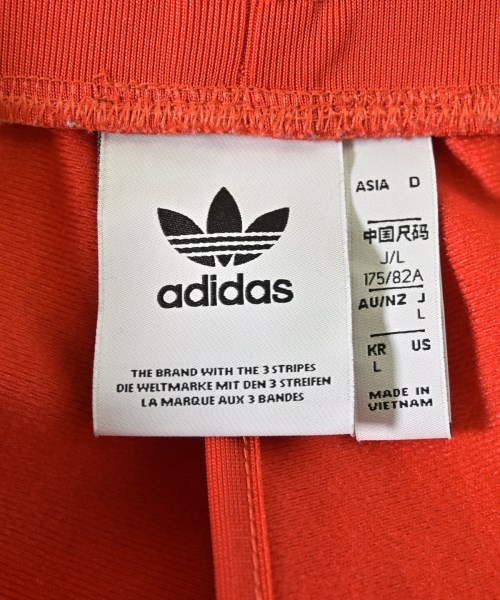 adidas
THE BRAND WITH THE 3 STRIPES
DIE WELTMARKE MIT DEN 3 STREIFEN
LA MARQUE AUX 3 BANDES
ASIA D
中国尺码
J/L
175/82A
AU/NZ J
L
KR US
L
MADE IN
VIETNAM